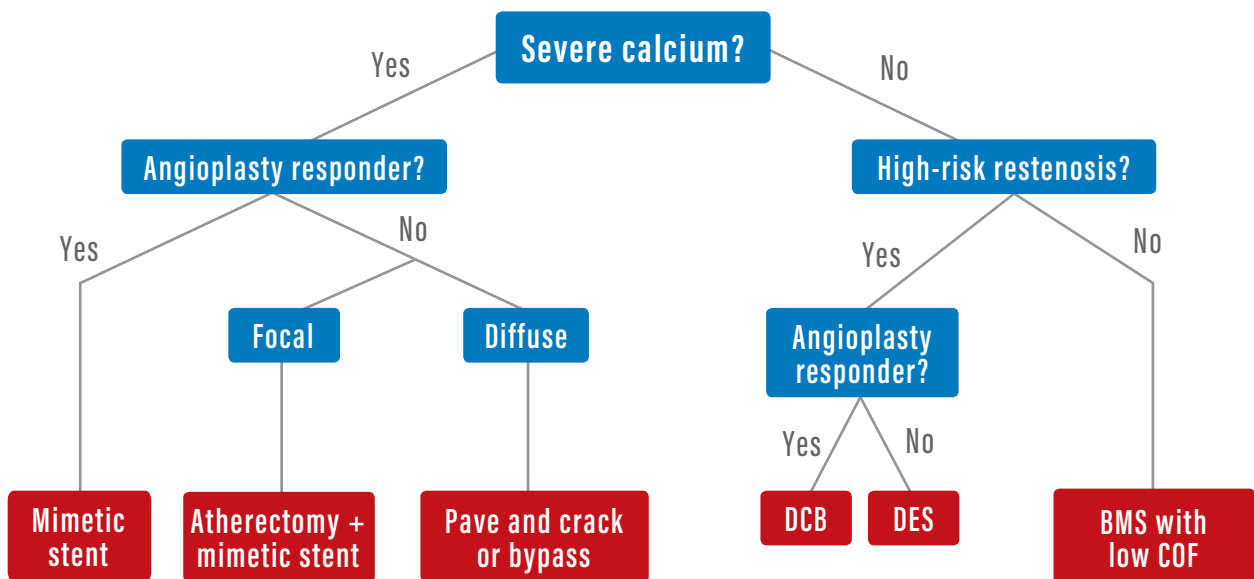 Severe calcium?
Yes
No
Angioplasty responder?
High-risk restenosis?
Yes
No
Yes
No
Focal
Diffuse
Angioplasty
responder?
Yes
No
Mimetic
stent
Atherectomy +
mimetic stent
Pave and crack
or bypass
DCB
DES
BMS with
low COF